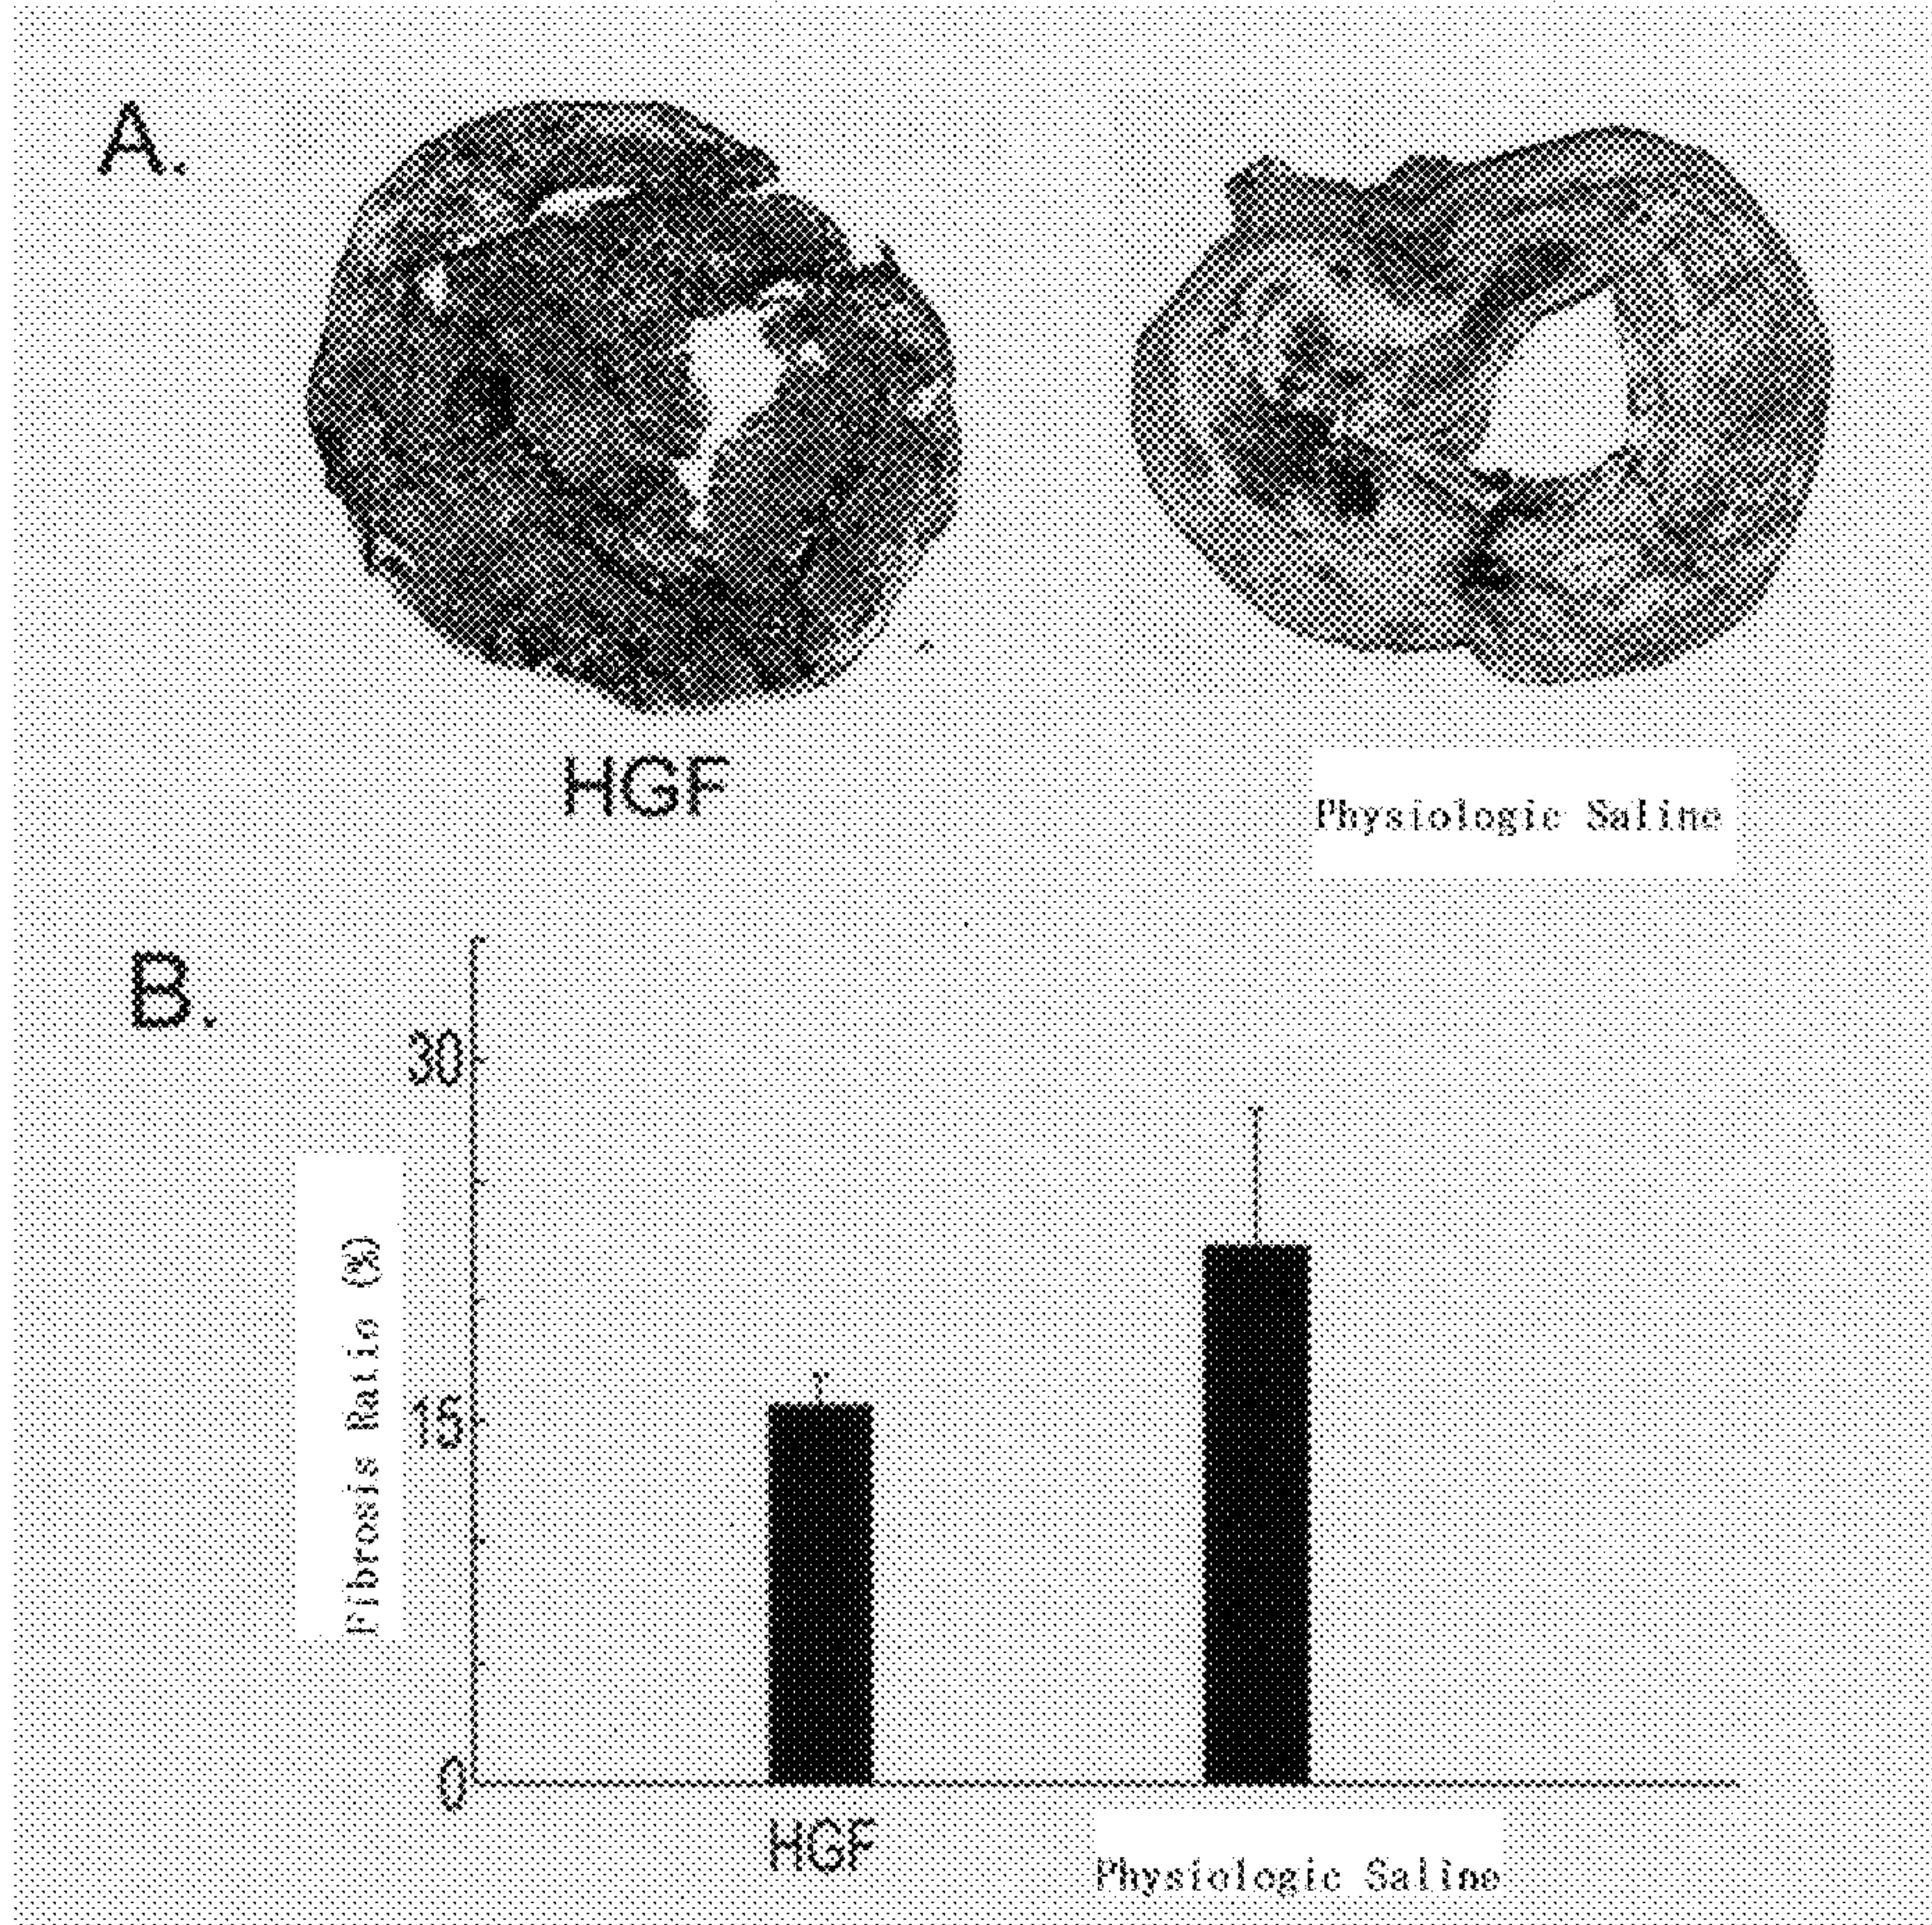 A.
HGF
Physiologic Saline
B.
30
15
0
Fibrosis Ratio (%)
HGF
Physiologic Saline